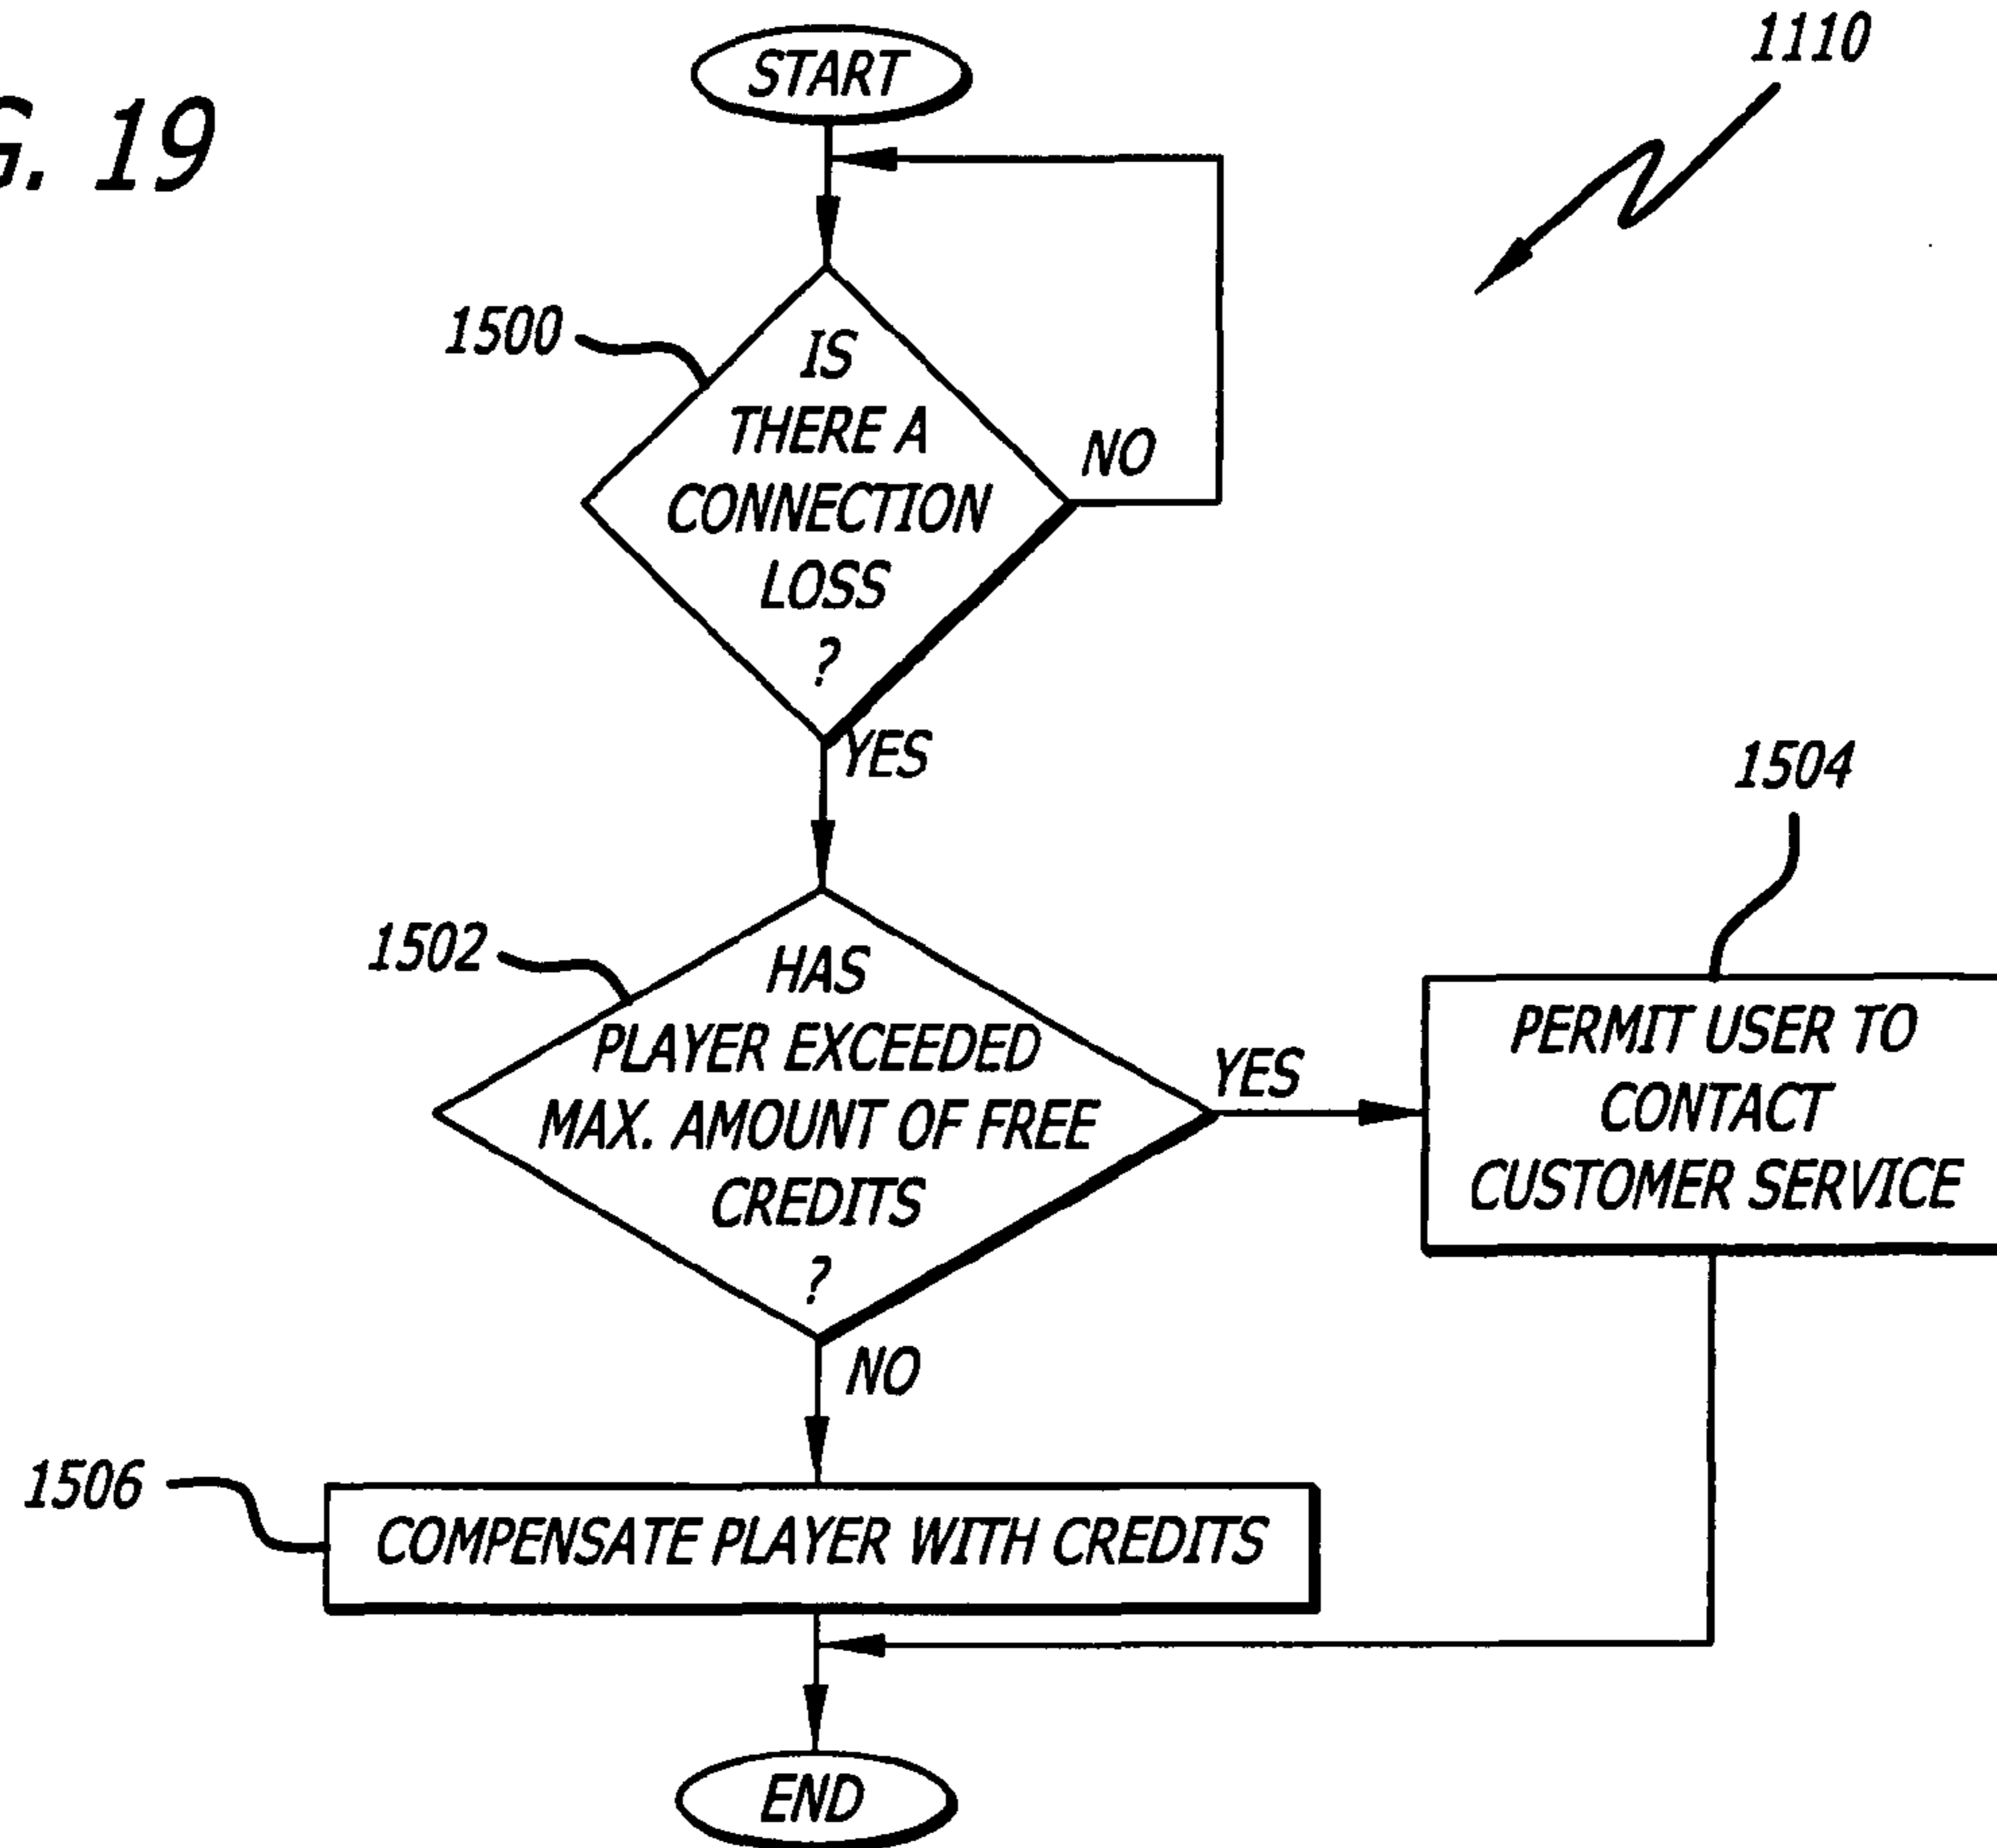 START
1110
G. 19
1500
IS
THERE A
CONNECTION
LOSS
?
NO
YES
1504
1502
HAS
PLAYER EXCEEDED
MAX. AMOUNT OF FREE
CREDITS
?
YES
PERMIT USER TO
CONTACT
CUSTOMER SERVICE
NO
1506
COMPENSATE PLAYER WITH CREDITS
END